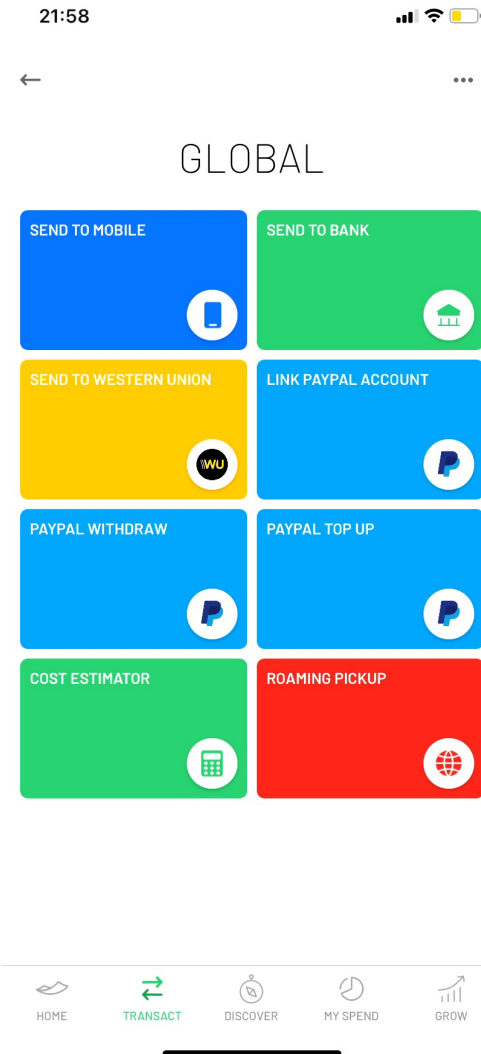 21:58
GLOBAL
SEND TO MOBILE
SEND TO BANK
SEND TO WESTERN UNION
WU
LINK PAYPAL ACCOUNT
PAYPAL WITHDRAW
PAYPAL TOP UP
COST ESTIMATOR
ROAMING PICKUP
HOME
TRANSACT
DISCOVER
MY SPEND
GROW